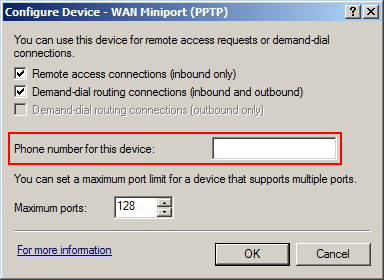 Configure Device - WAN Miniport (PPTP)
You can use this device for remote access requests or demand-dial
connections.
Remote access connections (inbound only)
Demand-dial routing connections (inbound and outbound)
Demand-dial routing connections (outbound only)
Phone number for this device:
You can set a maximum port limit for a device that supports multiple ports.
Maximum ports: 128
For more information
OK Cancel